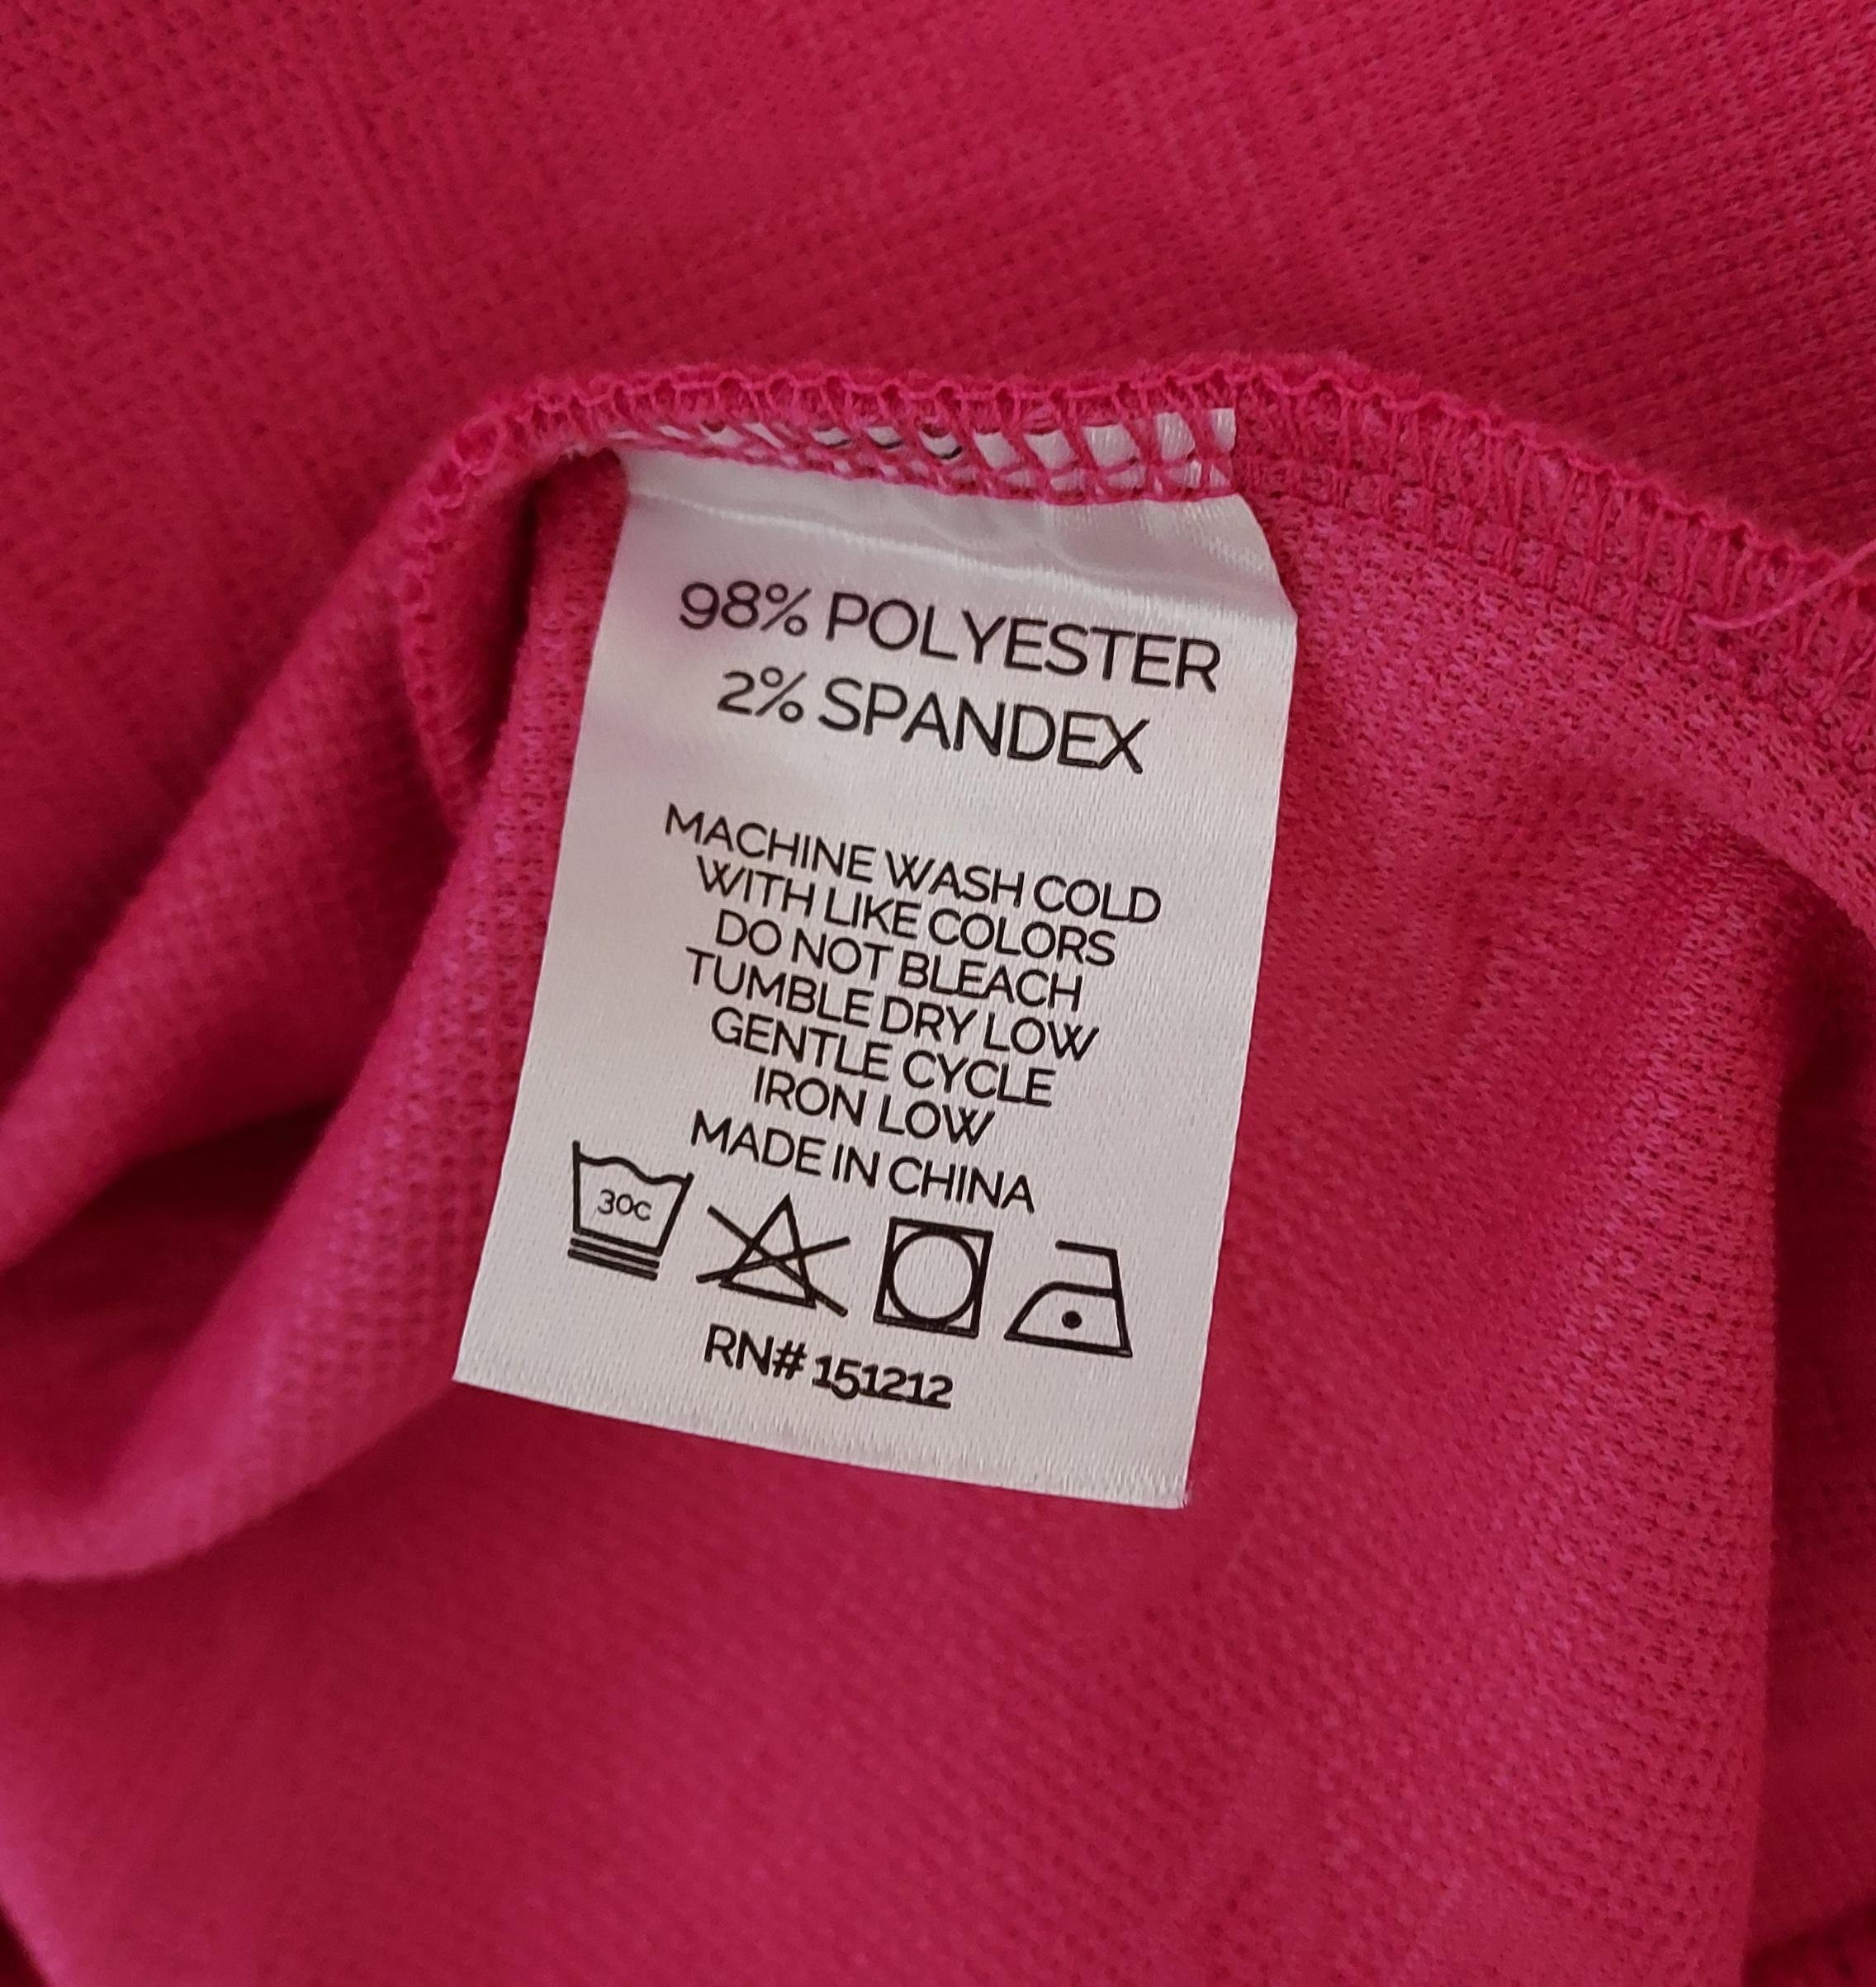 98% POLYESTER
2% SPANDEX
MACHINE WASH COLD
WITH LIKE COLORS
DO NOT BLEACH
TUMBLE DRY LOW
GENTLE CYCLE
IRON LOW
MADE IN CHINA
30C
RN# 151212